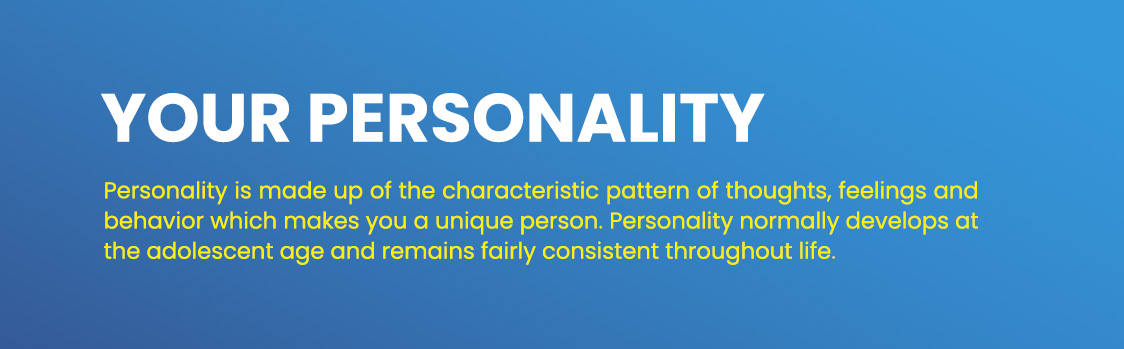 YOUR PERSONALITY
Personality is made up of the characteristic pattern of thoughts, feelings and
behavior which makes you a unique person. Personality normally develops at
the adolescent age and remains fairly consistent throughout life.